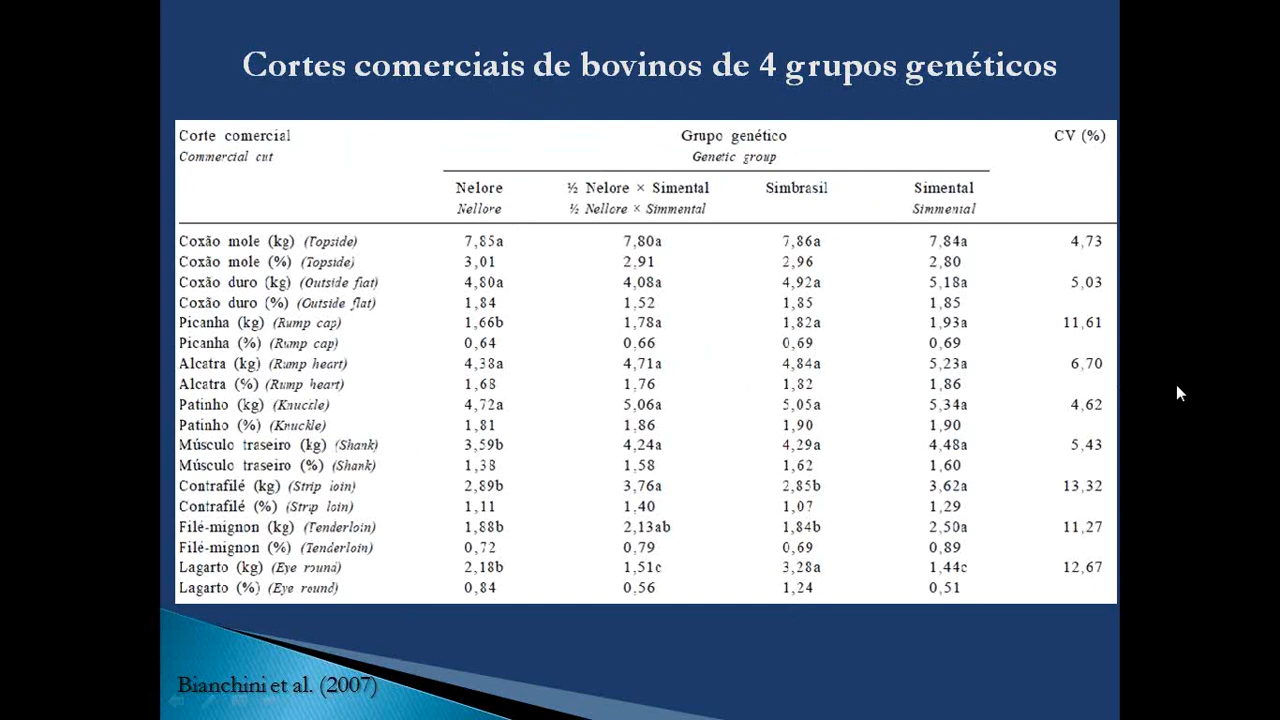 Cortes comerciais de bovinos de 4 grupos genéticos
Corte comercial Grupo genético CV (%)
Commercial cut Genetic group
Nelore ½ Nelore × Simental Simbrasil Simental
Nellore ½ Nellore × Simmental Simmental
Coxão mole (kg) (Topside) 7,85a 7,80a 7,86a 7,84a 4,73
Coxão mole (%) (Topside) 3,01 2,91 2,96 2,80
Coxão duro (kg) (Outside flat) 4,80a 4,08a 4,92a 5,18a 5,03
Coxão duro (%) (Outside flat) 1,84 1,52 1,85 1,85
Picanha (kg) (Rump cap) 1,66b 1,78a 1,82a 1,93a 11,61
Picanha (%) (Rump cap) 0,64 0,66 0,69 0,69
Alcatra (kg) (Rump heart) 4,38a 4,71a 4,84a 5,23a 6,70
Alcatra (%) (Rump heart) 1,68 1,76 1,82 1,86
Patinho (kg) (Knuckle) 4,72a 5,06a 5,05a 5,34a 4,62
Patinho (%) (Knuckle) 1,81 1,86 1,90 1,90
Músculo traseiro (kg) (Shank) 3,59b 4,24a 4,29a 4,48a 5,43
Músculo traseiro (%) (Shank) 1,38 1,58 1,62 1,60
Contrafilé (kg) (Strip loin) 2,89b 3,76a 2,85b 3,62a 13,32
Contrafilé (%) (Strip loin) 1,11 1,40 1,07 1,29
Filé-mignon (kg) (Tenderloin) 1,88b 2,13ab 1,84b 2,50a 11,27
Filé-mignon (%) (Tenderloin) 0,72 0,79 0,69 0,89
Lagarto (kg) (Eye round) 2,18b 1,51c 3,28a 1,44c 12,67
Lagarto (%) (Eye round) 0,84 0,56 1,24 0,51
Bianchini et al. (2007)